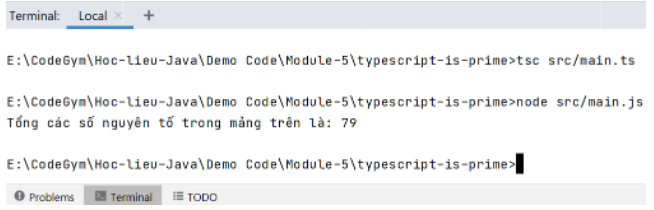 Terminal: Local × +
E:\CodeGym\Hoc-lieu-Java\Demo Code\Module-5\typescript-is-prime>tsc src/main.ts
E:\CodeGym\Hoc-lieu-Java\Demo Code\Module-5\typescript-is-prime>node src/main.js
Tổng các số nguyên tố trong mảng trên là: 79
E:\CodeGym\Hoc-lieu-Java\Demo Code\Module-5\typescript-is-prime>
Problems Terminal TODO